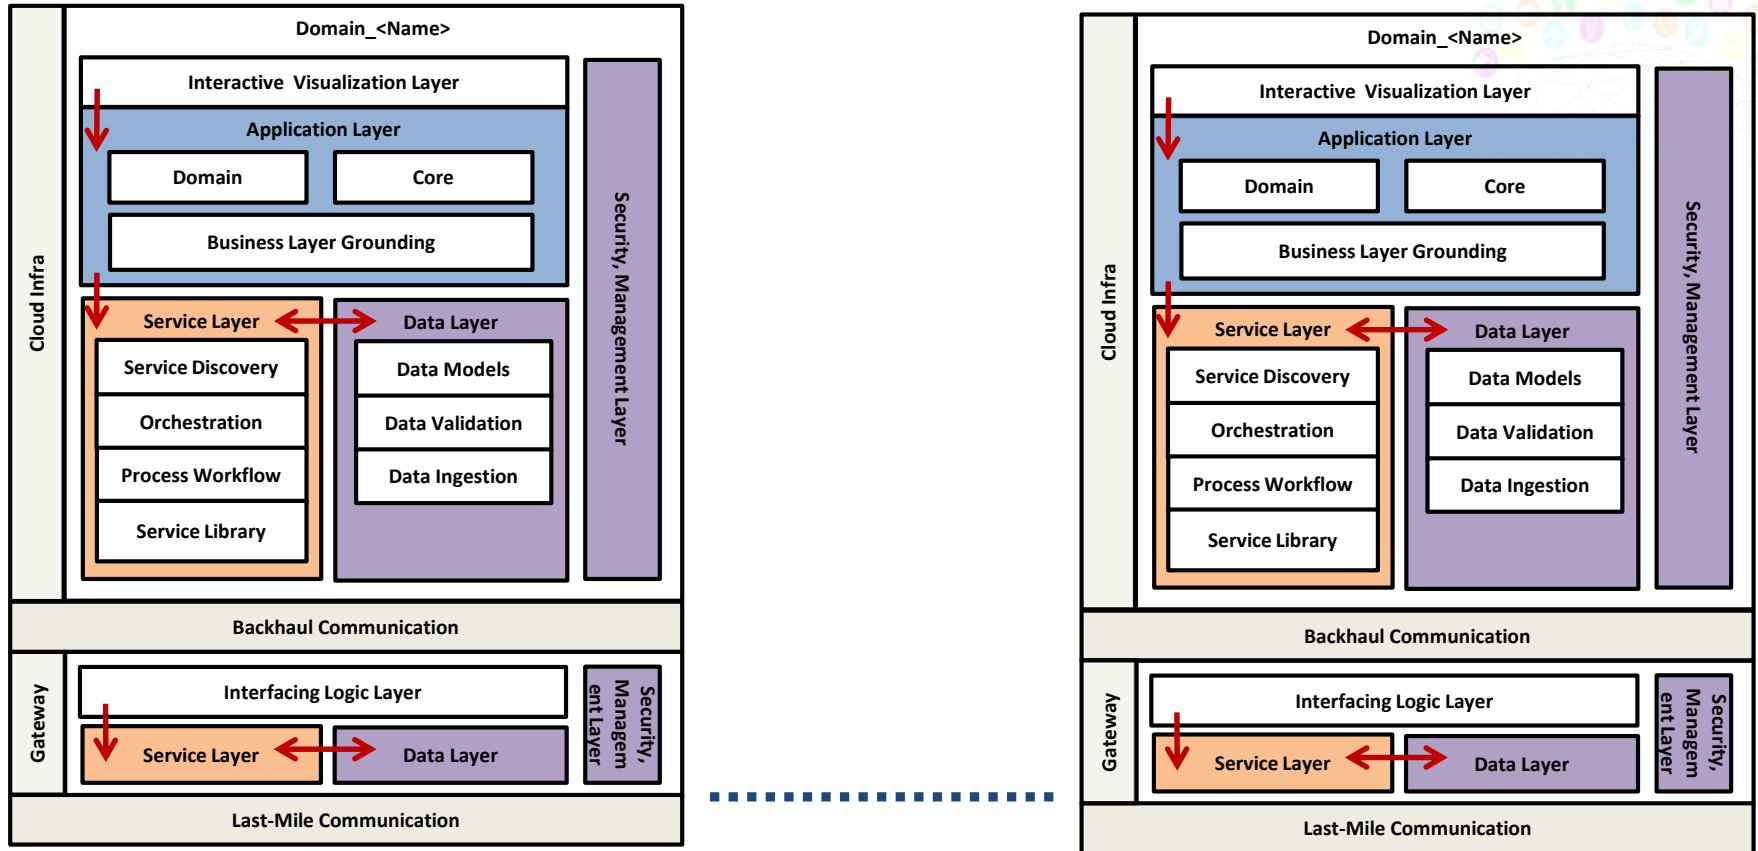 Domain_<Name>
Interactive Visualization Layer
Application Layer
Domain
Core
Business Layer Grounding
Service Layer
Data Layer
Service Discovery
Orchestration
Process Workflow
Service Library
Data Models
Data Validation
Data Ingestion
Security, Management Layer
Cloud Infra
Backhaul Communication
Gateway
Interfacing Logic Layer
Service Layer
Data Layer
Security,
Managem
ent Layer
Last-Mile Communication
Domain_<Name>
Interactive Visualization Layer
Application Layer
Domain
Core
Business Layer Grounding
Service Layer
Data Layer
Service Discovery
Orchestration
Process Workflow
Service Library
Data Models
Data Validation
Data Ingestion
Security, Management Layer
Cloud Infra
Backhaul Communication
Gateway
Interfacing Logic Layer
Service Layer
Data Layer
Security,
Managem
ent Layer
Last-Mile Communication